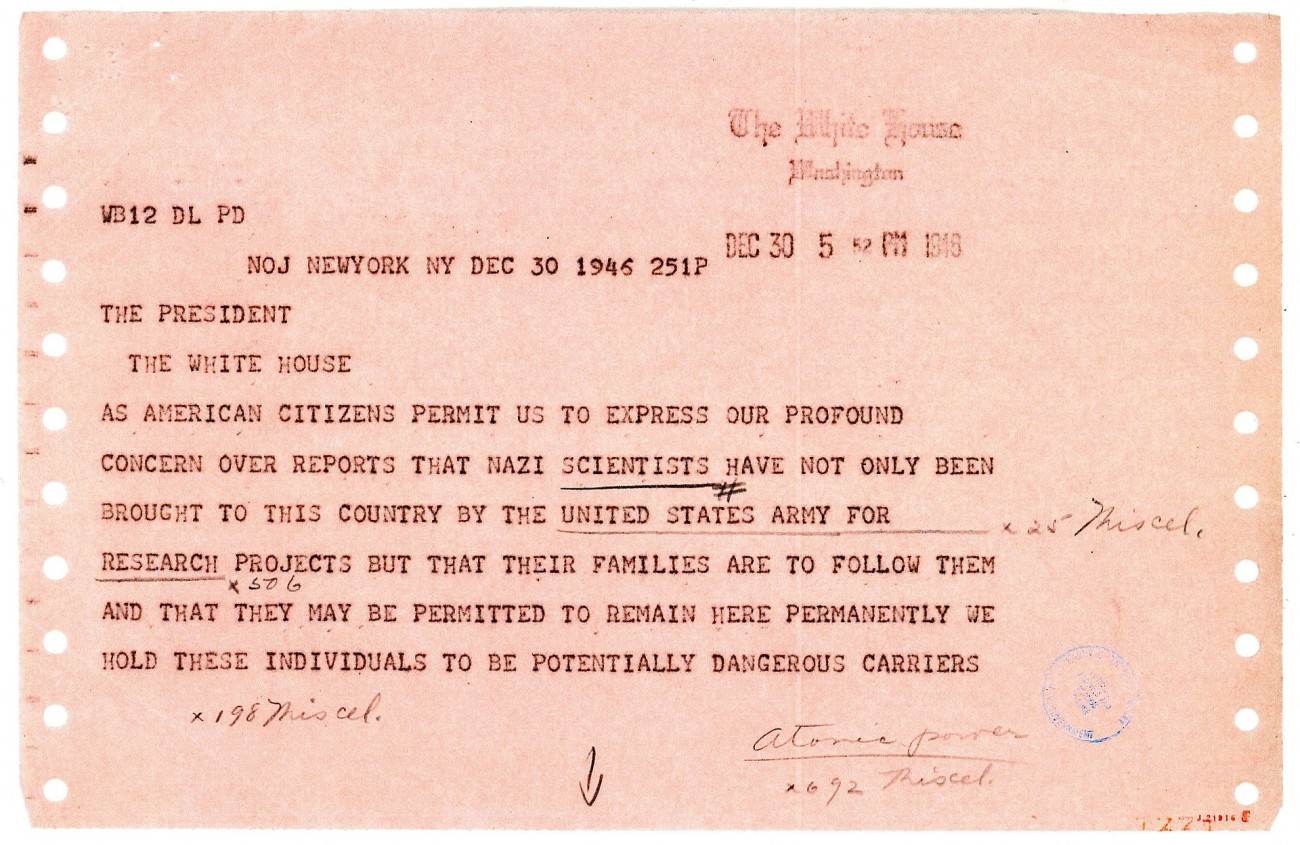 The White House
Washington
WB12 DL PD
DEC 30 5 52 PM 1946
NOJ NEWYORK NY DEC 30 1946 251P
THE PRESIDENT
THE WHITE HOUSE
AS AMERICAN CITIZENS PERMIT US TO EXPRESS OUR PROFOUND
CONCERN OVER REPORTS THAT NAZI SCIENTISTS HAVE NOT ONLY BEEN
BROUGHT TO THIS COUNTRY BY THE UNITED STATES ARMY FOR
x 25 Miscel.
RESEARCH PROJECTS BUT THAT THEIR FAMILIES ARE TO FOLLOW THEM
x 506
AND THAT THEY MAY BE PERMITTED TO REMAIN HERE PERMANENTLY WE
HOLD THESE INDIVIDUALS TO BE POTENTIALLY DANGEROUS CARRIERS
x 198 Miscel.
Atomic power
x 692 Miscel.